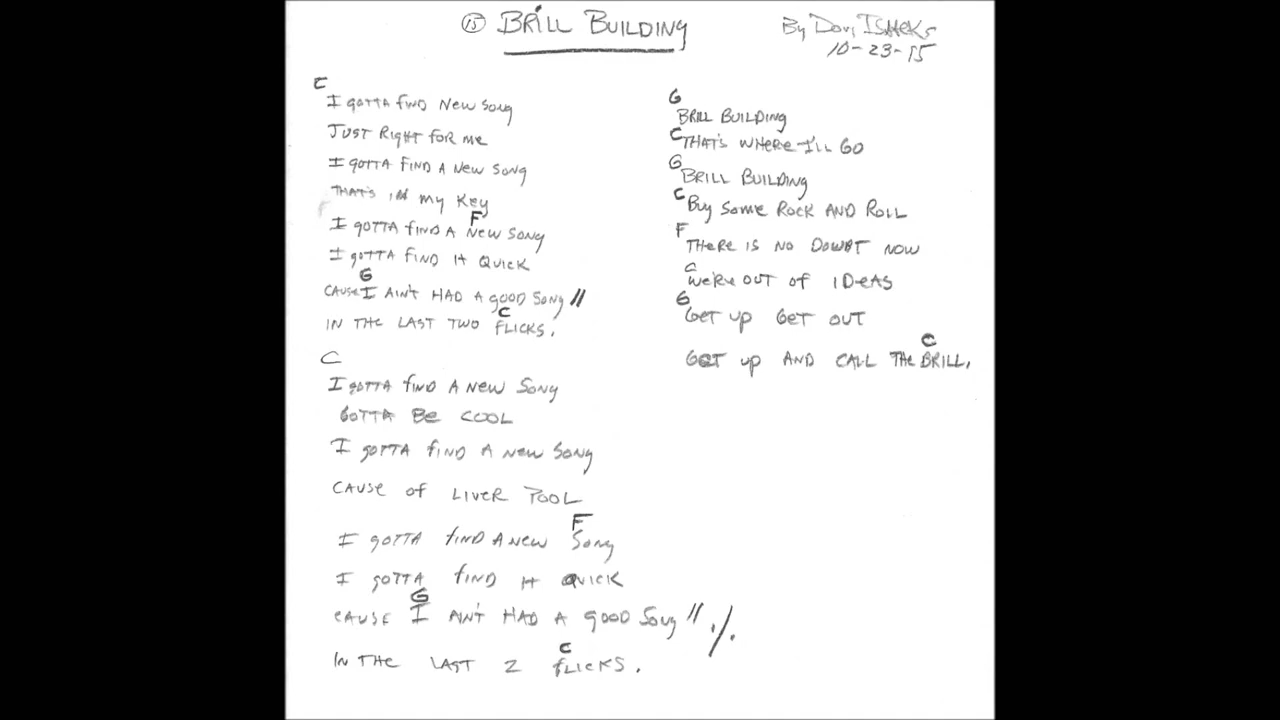 ⑮ BRILL BUILDING
By
10-23-15
C
I GOTTA FIND NEW SONG
JUST RIGHT FOR ME
I GOTTA FIND A NEW SONG
THAT'S IN MY KEY
F
I GOTTA FIND A NEW SONG
I GOTTA FIND IT QUICK
G
CAUSE I AIN'T HAD A GOOD SONG //
C
IN THE LAST TWO FLICKS.
C
I GOTTA FIND A NEW SONG
GOTTA BE COOL
I GOTTA FIND A NEW SONG
CAUSE OF LIVER POOL
F
I GOTTA FIND A NEW SONG
I GOTTA FIND IT QUICK
G
CAUSE I AIN'T HAD A GOOD SONG // ./.
C
IN THE LAST 2 FLICKS.
G
BRILL BUILDING
C
THAT'S WHERE I'LL GO
G
BRILL BUILDING
C
BUY SOME ROCK AND ROLL
F
THERE IS NO DOWBT NOW
C
WE'RE OUT OF IDEAS
G
GET UP GET OUT
C
GET UP AND CALL THE BRILL.